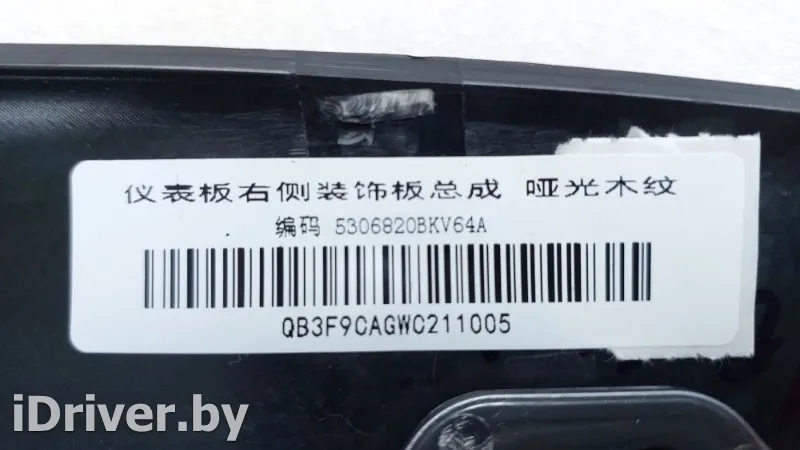 仪表板右侧装饰板总成 哑光木纹
编码 5306820BKV64A
QB3F9CAGWC211005
iDriver.by